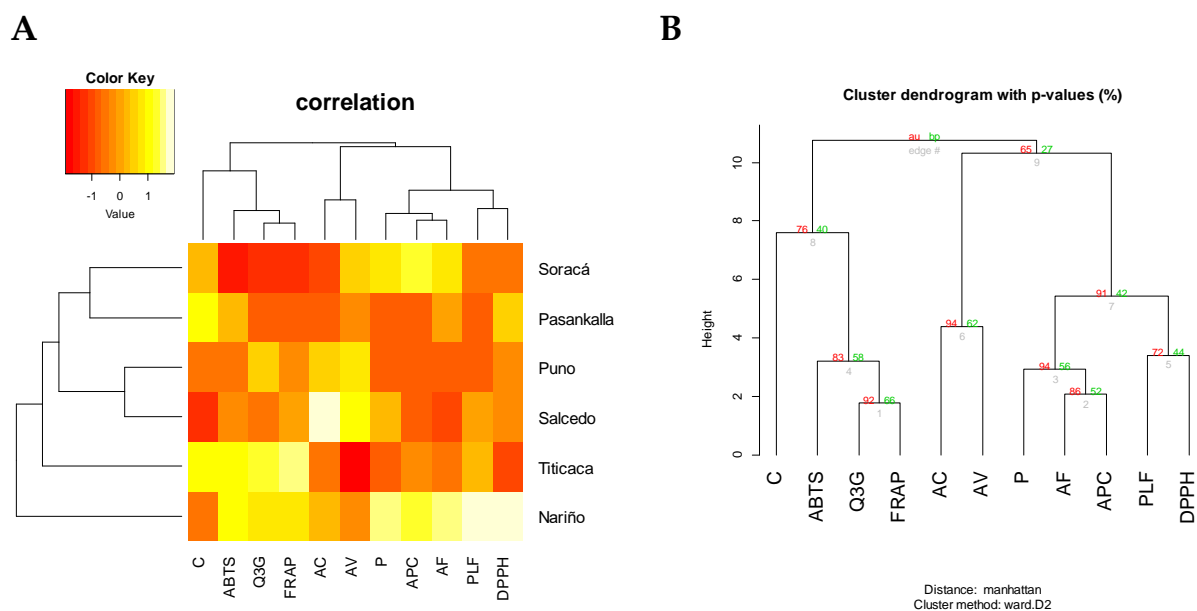 A
Color Key
-1 0 1
Value
correlation
Soracá
Pasankalla
Puno
Salcedo
Titicaca
Nariño
C ABTS Q3G FRAP AC AV P APC AF PLF DPPH
B
Cluster dendrogram with p-values (%)
Height
0 2 4 6 8 10
au bp
edge #
65 27
9
76 40
8
91 42
7
94 62
6
72 44
5
83 58
4
94 56
3
86 52
2
92 66
1
C ABTS Q3G FRAP AC AV P AF APC PLF DPPH
Distance: manhattan
Cluster method: ward.D2